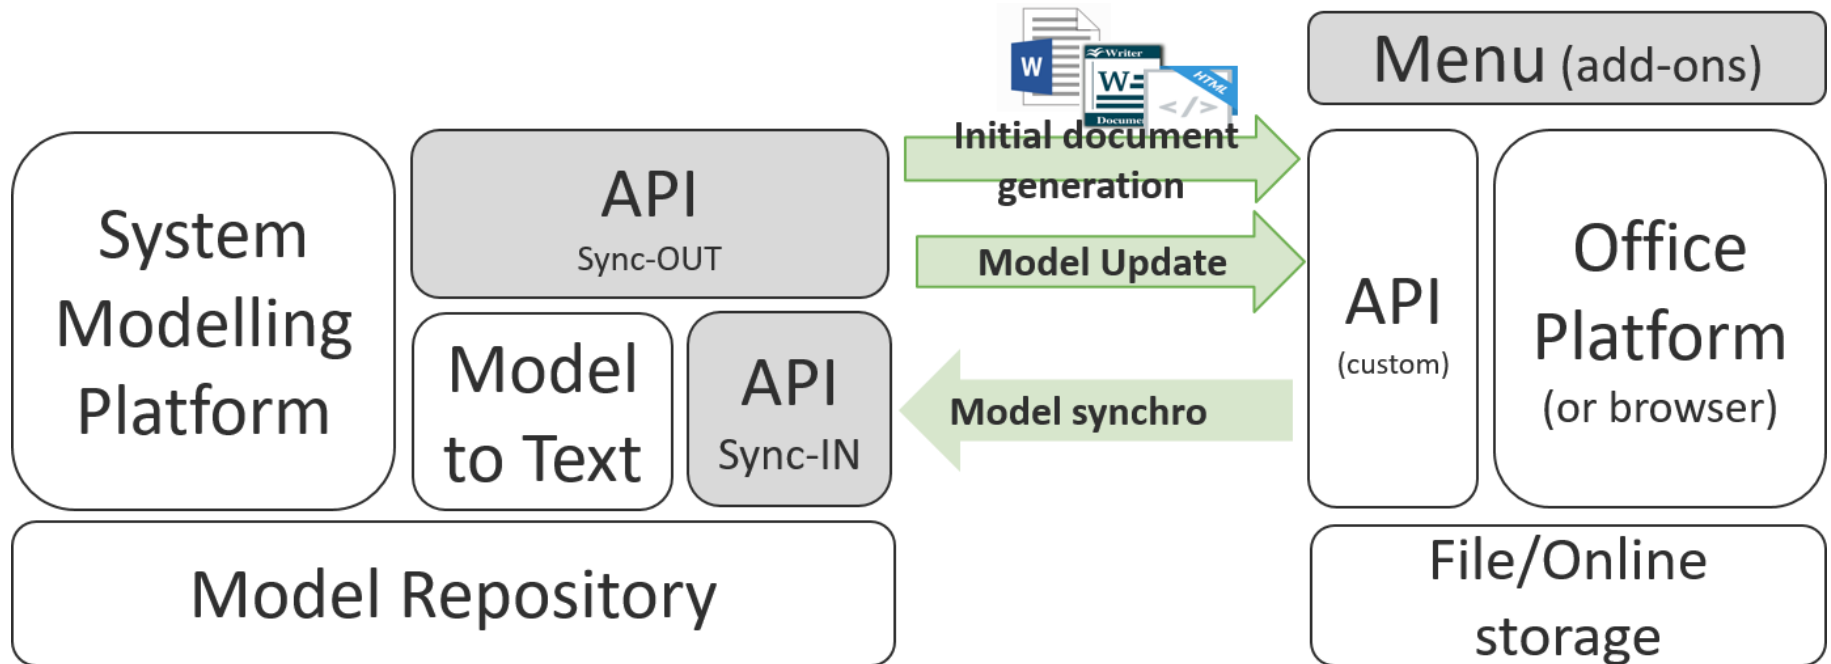 W
Writer
W
Docume
HTML
</>
Menu (add-ons)
Initial document
generation
System
Modelling
Platform
API
Sync-OUT
Model Update
Model
to Text
API
Sync-IN
Model synchro
API
(custom)
Office
Platform
(or browser)
Model Repository
File/Online
storage